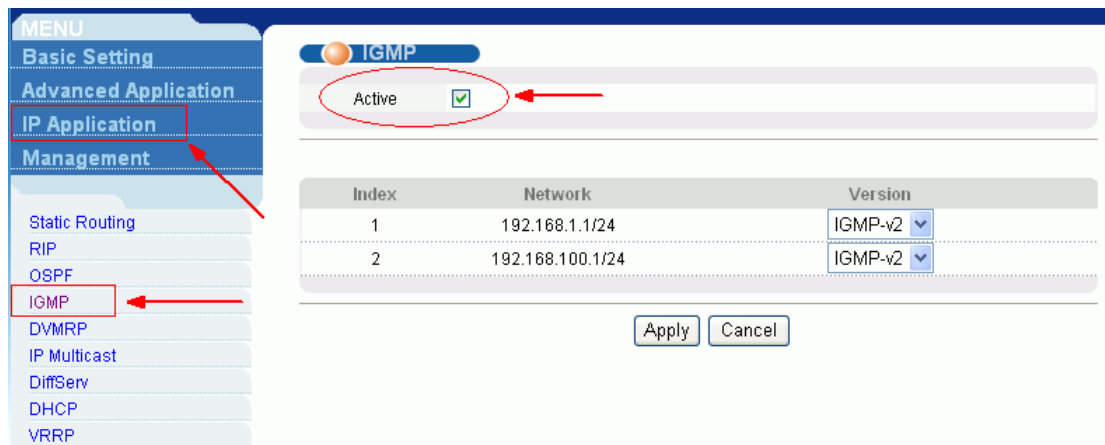 MENU
Basic Setting
Advanced Application
IP Application
Management
Static Routing
RIP
OSPF
IGMP
DVMRP
IP Multicast
DiffServ
DHCP
VRRP
IGMP
Active
Index Network Version
1 192.168.1.1/24 IGMP-v2
2 192.168.100.1/24 IGMP-v2
Apply Cancel